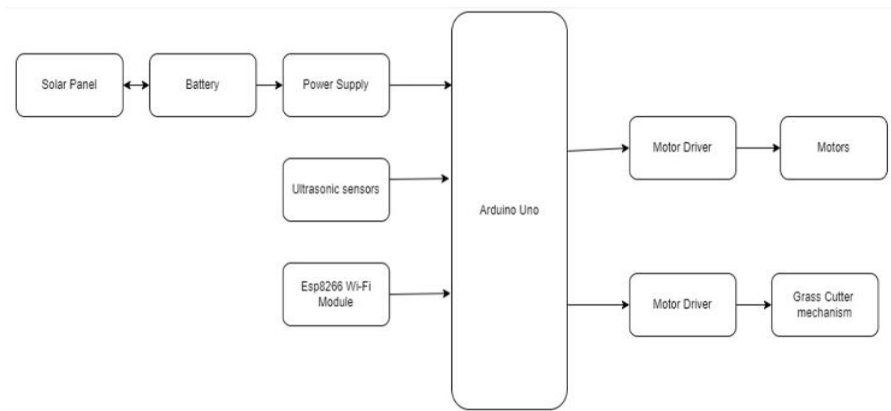 Solar Panel
Battery
Power Supply
Ultrasonic sensors
Esp8266 Wi-Fi
Module
Arduino Uno
Motor Driver
Motors
Motor Driver
Grass Cutter
mechanism